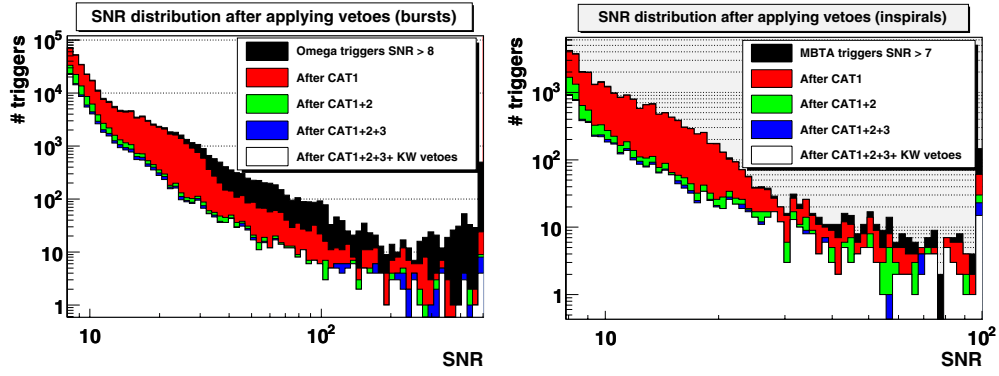 SNR distribution after applying vetoes (bursts)
# triggers
10^5
10^4
10^3
10^2
10
1
Omega triggers SNR > 8
After CAT1
After CAT1+2
After CAT1+2+3
After CAT1+2+3+ KW vetoes
10
10^2
SNR
SNR distribution after applying vetoes (inspirals)
# triggers
10^3
10^2
10
1
MBTA triggers SNR > 7
After CAT1
After CAT1+2
After CAT1+2+3
After CAT1+2+3+ KW vetoes
10
10^2
SNR